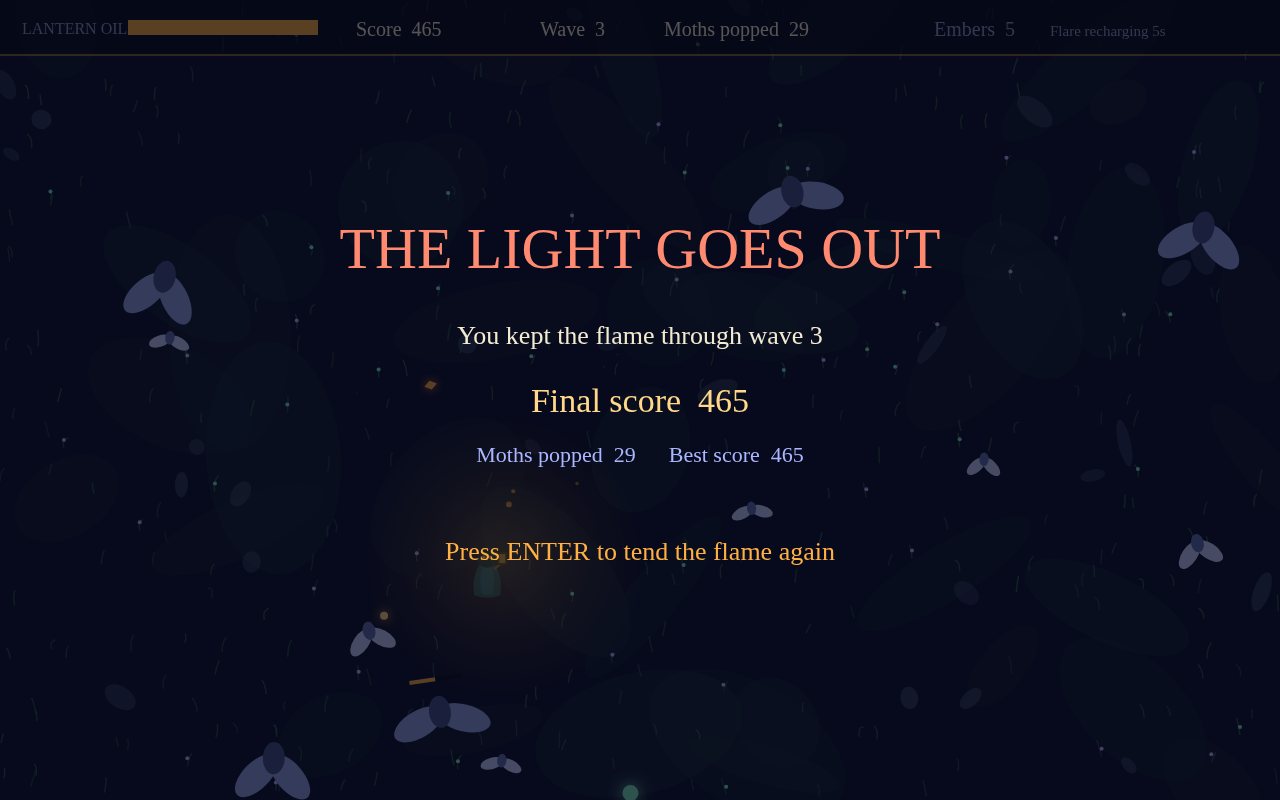 LANTERN OIL Score 465 Wave 3 Moths popped 29 Embers 5 Flare recharging 5s
THE LIGHT GOES OUT
You kept the flame through wave 3
Final score 465
Moths popped 29 Best score 465
Press ENTER to tend the flame again